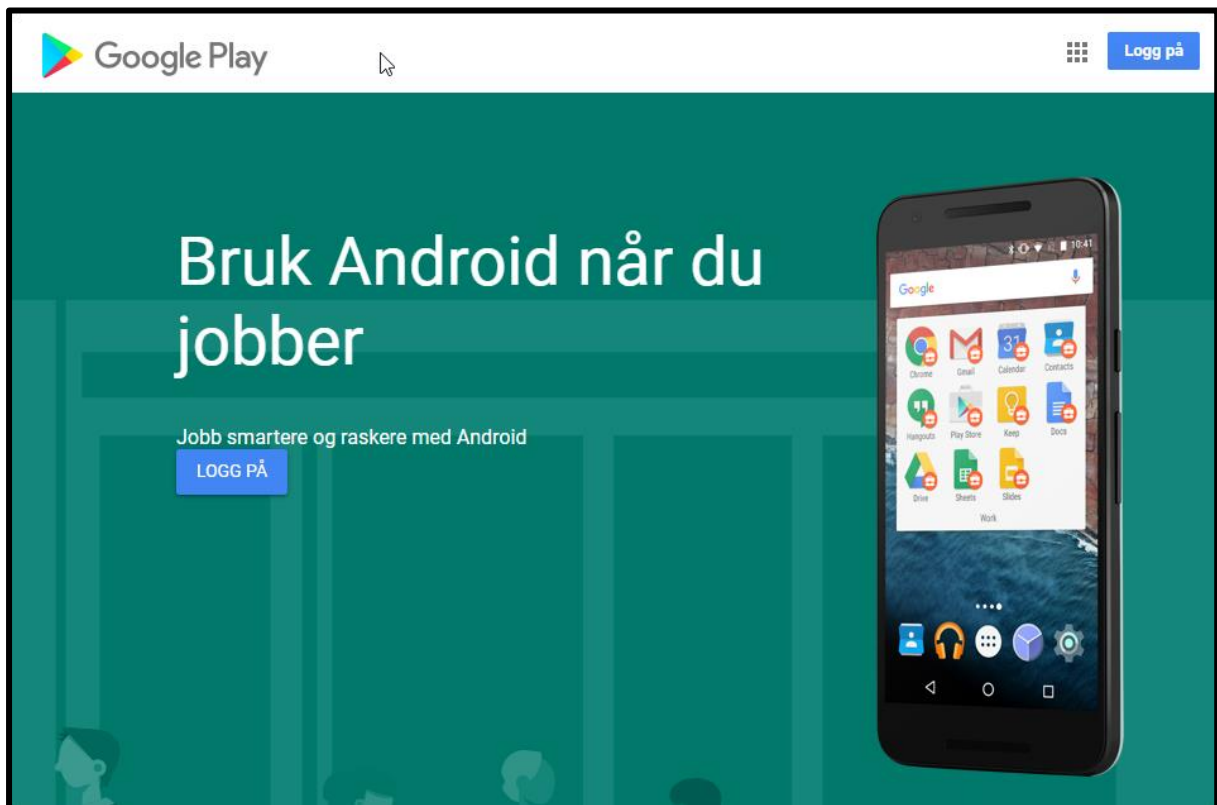 Google Play
Logg på
Bruk Android når du
jobber
Jobb smartere og raskere med Android
LOGG PÅ
10:41
Google
31
Chrome Gmail Calendar Contacts
Hangouts Play Store Keep Docs
Drive Sheets Slides
Work